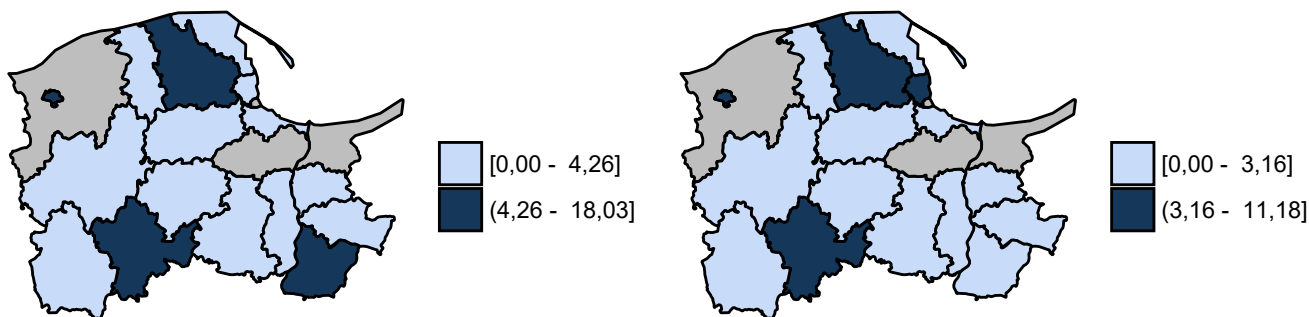 [0,00 -  4,26]
(4,26 - 18,03]
[0,00 -  3,16]
(3,16 - 11,18]